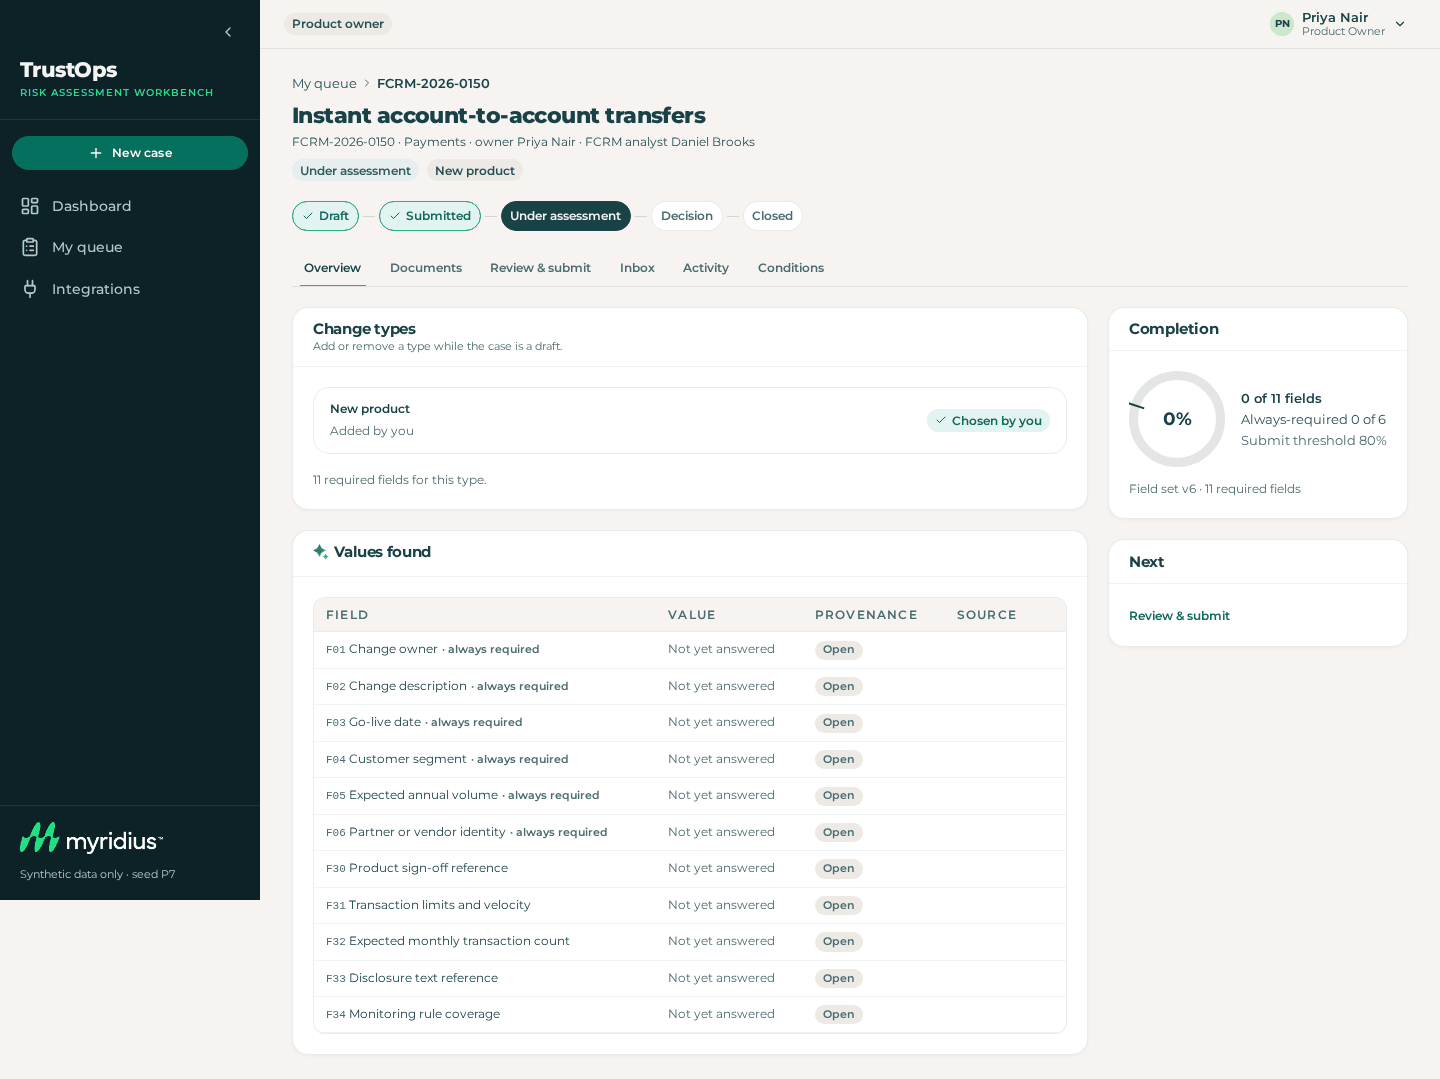 TrustOps
RISK ASSESSMENT WORKBENCH
New case
Dashboard
My queue
Integrations
myridius™
Synthetic data only · seed P7
Product owner
PN
Priya Nair
Product Owner
My queue > FCRM-2026-0150
Instant account-to-account transfers
FCRM-2026-0150 · Payments · owner Priya Nair · FCRM analyst Daniel Brooks
Under assessment New product
Draft Submitted Under assessment Decision Closed
Overview Documents Review & submit Inbox Activity Conditions
Change types
Add or remove a type while the case is a draft.
New product
Added by you
Chosen by you
11 required fields for this type.
Values found
FIELD VALUE PROVENANCE SOURCE
F01 Change owner · always required Not yet answered Open
F02 Change description · always required Not yet answered Open
F03 Go-live date · always required Not yet answered Open
F04 Customer segment · always required Not yet answered Open
F05 Expected annual volume · always required Not yet answered Open
F06 Partner or vendor identity · always required Not yet answered Open
F30 Product sign-off reference Not yet answered Open
F31 Transaction limits and velocity Not yet answered Open
F32 Expected monthly transaction count Not yet answered Open
F33 Disclosure text reference Not yet answered Open
F34 Monitoring rule coverage Not yet answered Open
Completion
0%
0 of 11 fields
Always-required 0 of 6
Submit threshold 80%
Field set v6 · 11 required fields
Next
Review & submit